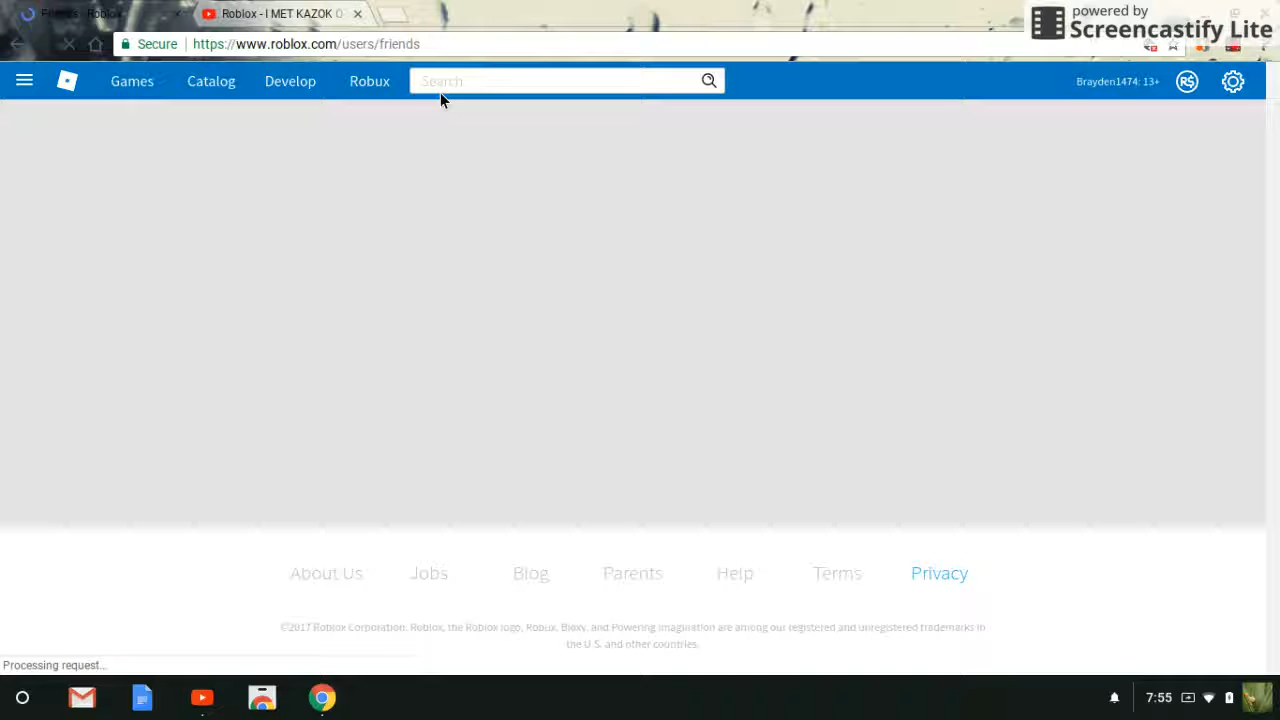 Friends - Roblox
Roblox - I MET KAZOK O
powered by
Screencastify Lite
Secure
https://www.roblox.com/users/friends
Games
Catalog
Develop
Robux
Search
Brayden1474: 13+
R$
About Us
Jobs
Blog
Parents
Help
Terms
Privacy
©2017 Roblox Corporation. Roblox, the Roblox logo, Robux, Bloxy, and Powering Imagination are among our registered and unregistered trademarks in
the U.S. and other countries.
Processing request...
7:55